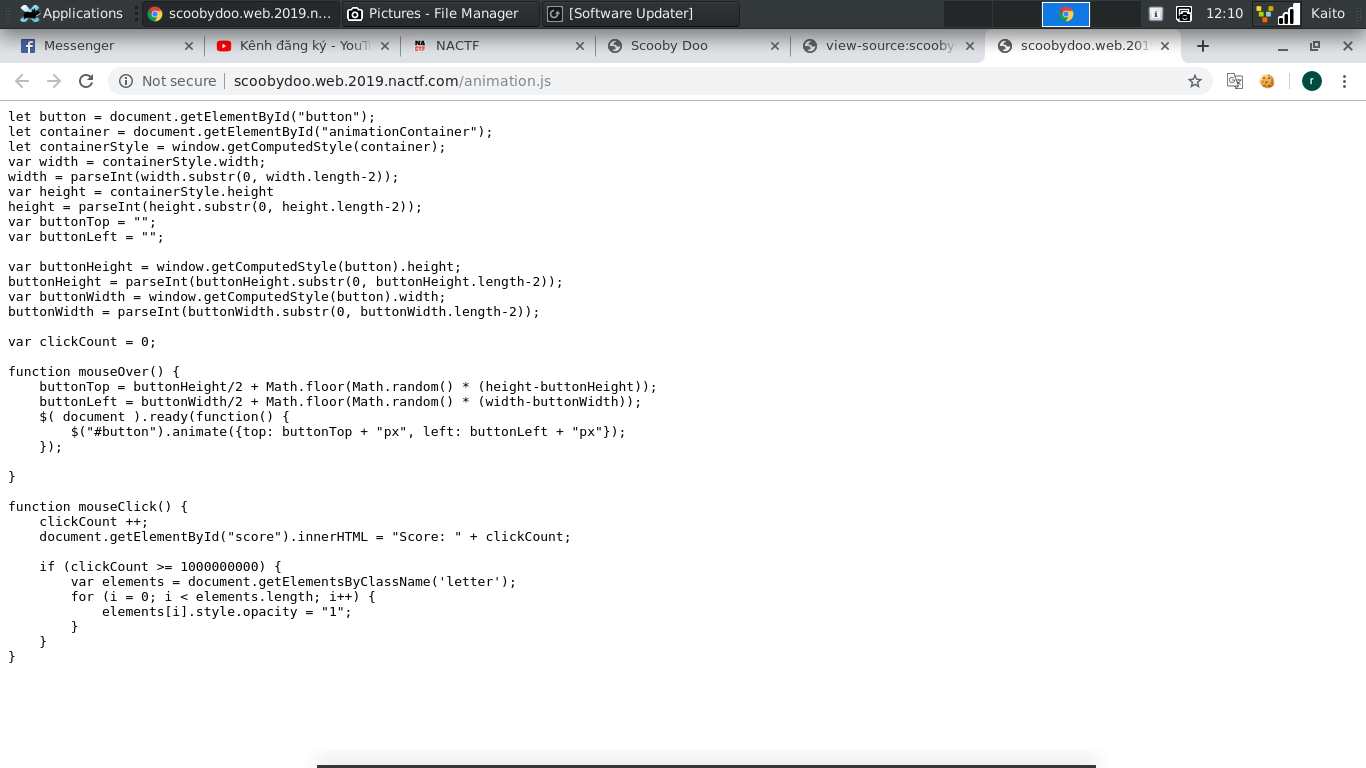 Applications
scoobydoo.web.2019.n...
Pictures - File Manager
[Software Updater]
12:10
Kaito
Messenger
Kênh đăng ký - YouT
NACTF
Scooby Doo
view-source:scooby
scoobydoo.web.201
Not secure
scoobydoo.web.2019.nactf.com/animation.js
r
let button = document.getElementById("button");
let container = document.getElementById("animationContainer");
let containerStyle = window.getComputedStyle(container);
var width = containerStyle.width;
width = parseInt(width.substr(0, width.length-2));
var height = containerStyle.height
height = parseInt(height.substr(0, height.length-2));
var buttonTop = "";
var buttonLeft = "";

var buttonHeight = window.getComputedStyle(button).height;
buttonHeight = parseInt(buttonHeight.substr(0, buttonHeight.length-2));
var buttonWidth = window.getComputedStyle(button).width;
buttonWidth = parseInt(buttonWidth.substr(0, buttonWidth.length-2));

var clickCount = 0;

function mouseOver() {
    buttonTop = buttonHeight/2 + Math.floor(Math.random() * (height-buttonHeight));
    buttonLeft = buttonWidth/2 + Math.floor(Math.random() * (width-buttonWidth));
    $( document ).ready(function() {
        $("#button").animate({top: buttonTop + "px", left: buttonLeft + "px"});
    });

}

function mouseClick() {
    clickCount ++;
    document.getElementById("score").innerHTML = "Score: " + clickCount;

    if (clickCount >= 1000000000) {
        var elements = document.getElementsByClassName('letter');
        for (i = 0; i < elements.length; i++) {
            elements[i].style.opacity = "1";
        }
    }
}